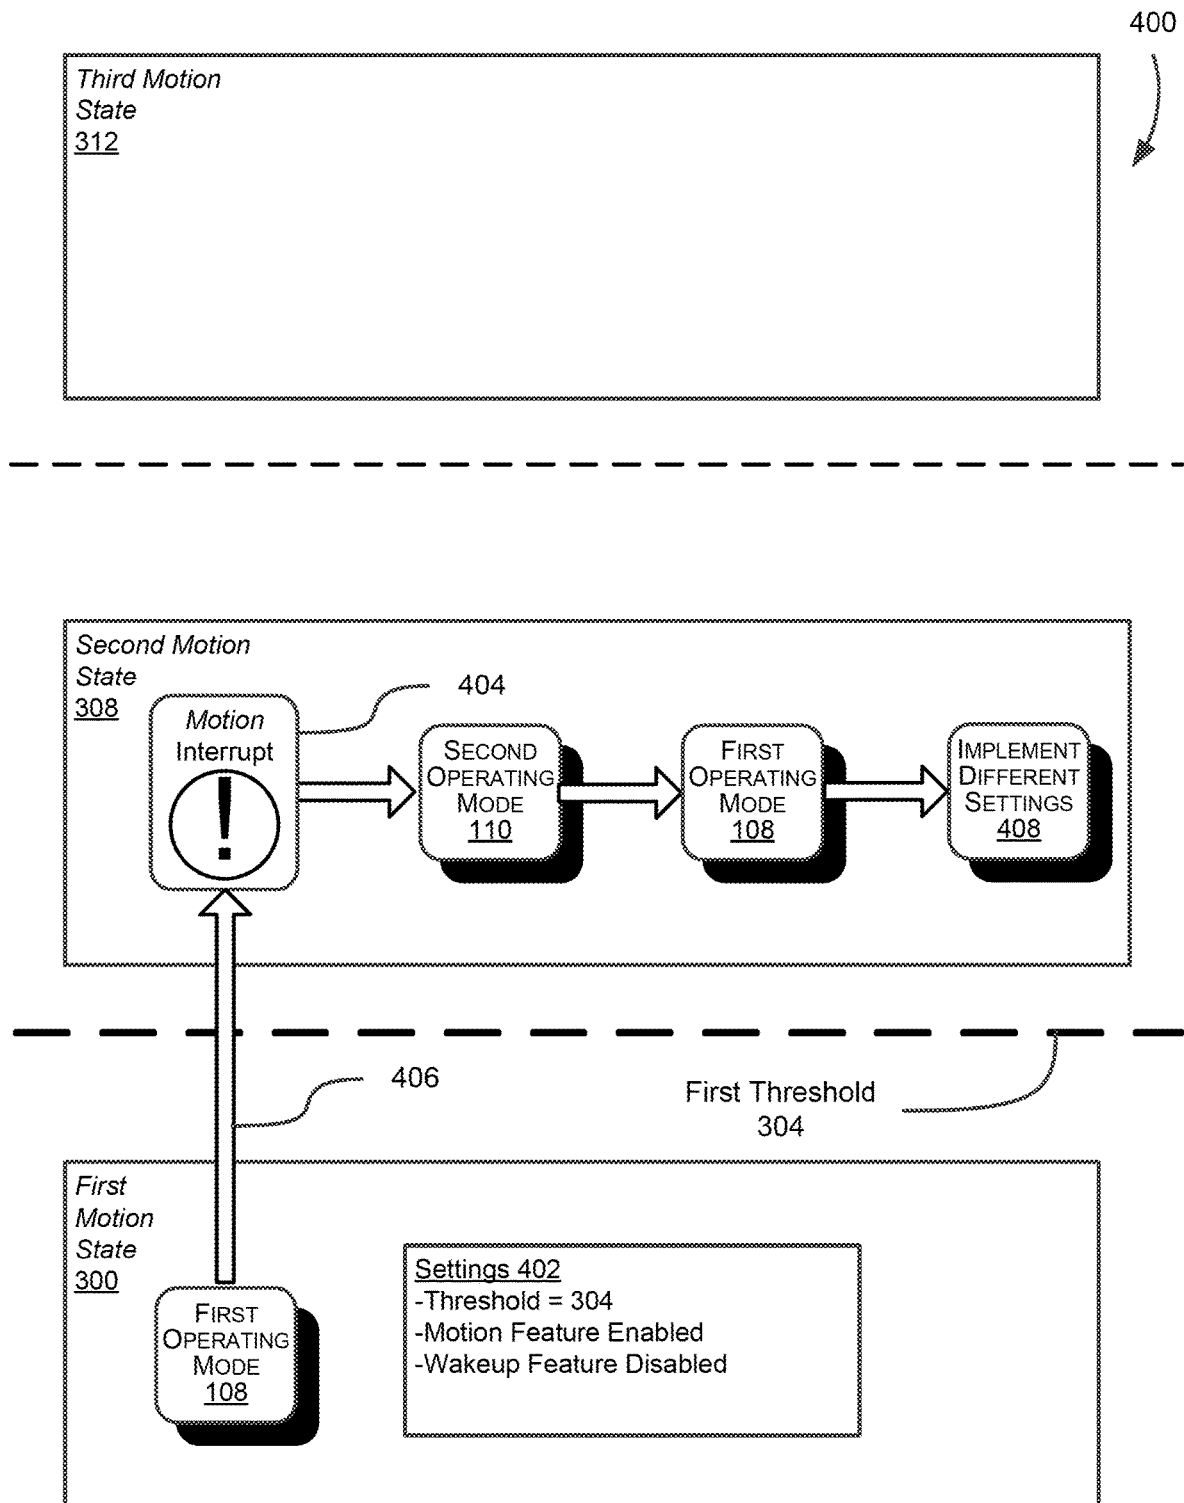 400
Third Motion
State
312
Second Motion
State
308
404
Motion
Interrupt
!
SECOND
OPERATING
MODE
110
FIRST
OPERATING
MODE
108
IMPLEMENT
DIFFERENT
SETTINGS
408
406
First Threshold
304
First
Motion
State
300
FIRST
OPERATING
MODE
108
Settings 402
-Threshold = 304
-Motion Feature Enabled
-Wakeup Feature Disabled